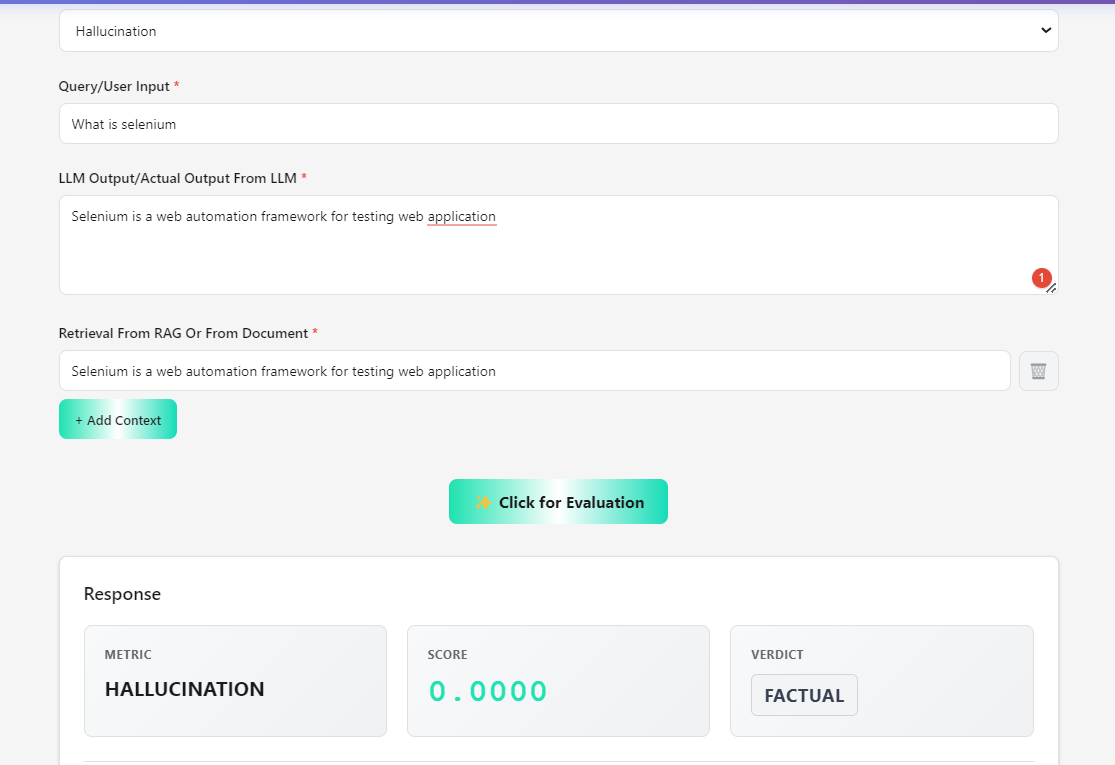 Hallucination
Query/User Input *
What is selenium
LLM Output/Actual Output From LLM *
Selenium is a web automation framework for testing web application
1
Retrieval From RAG Or From Document *
Selenium is a web automation framework for testing web application
+ Add Context
✨ Click for Evaluation
Response
METRIC
HALLUCINATION
SCORE
0.0000
VERDICT
FACTUAL